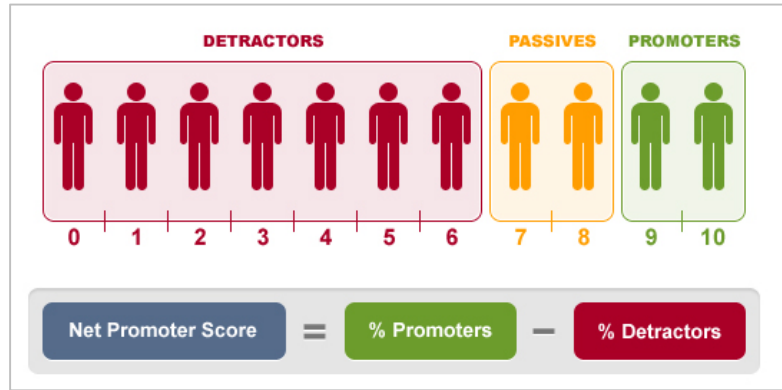 DETRACTORS PASSIVES PROMOTERS
0 1 2 3 4 5 6 7 8 9 10
Net Promoter Score = % Promoters – % Detractors